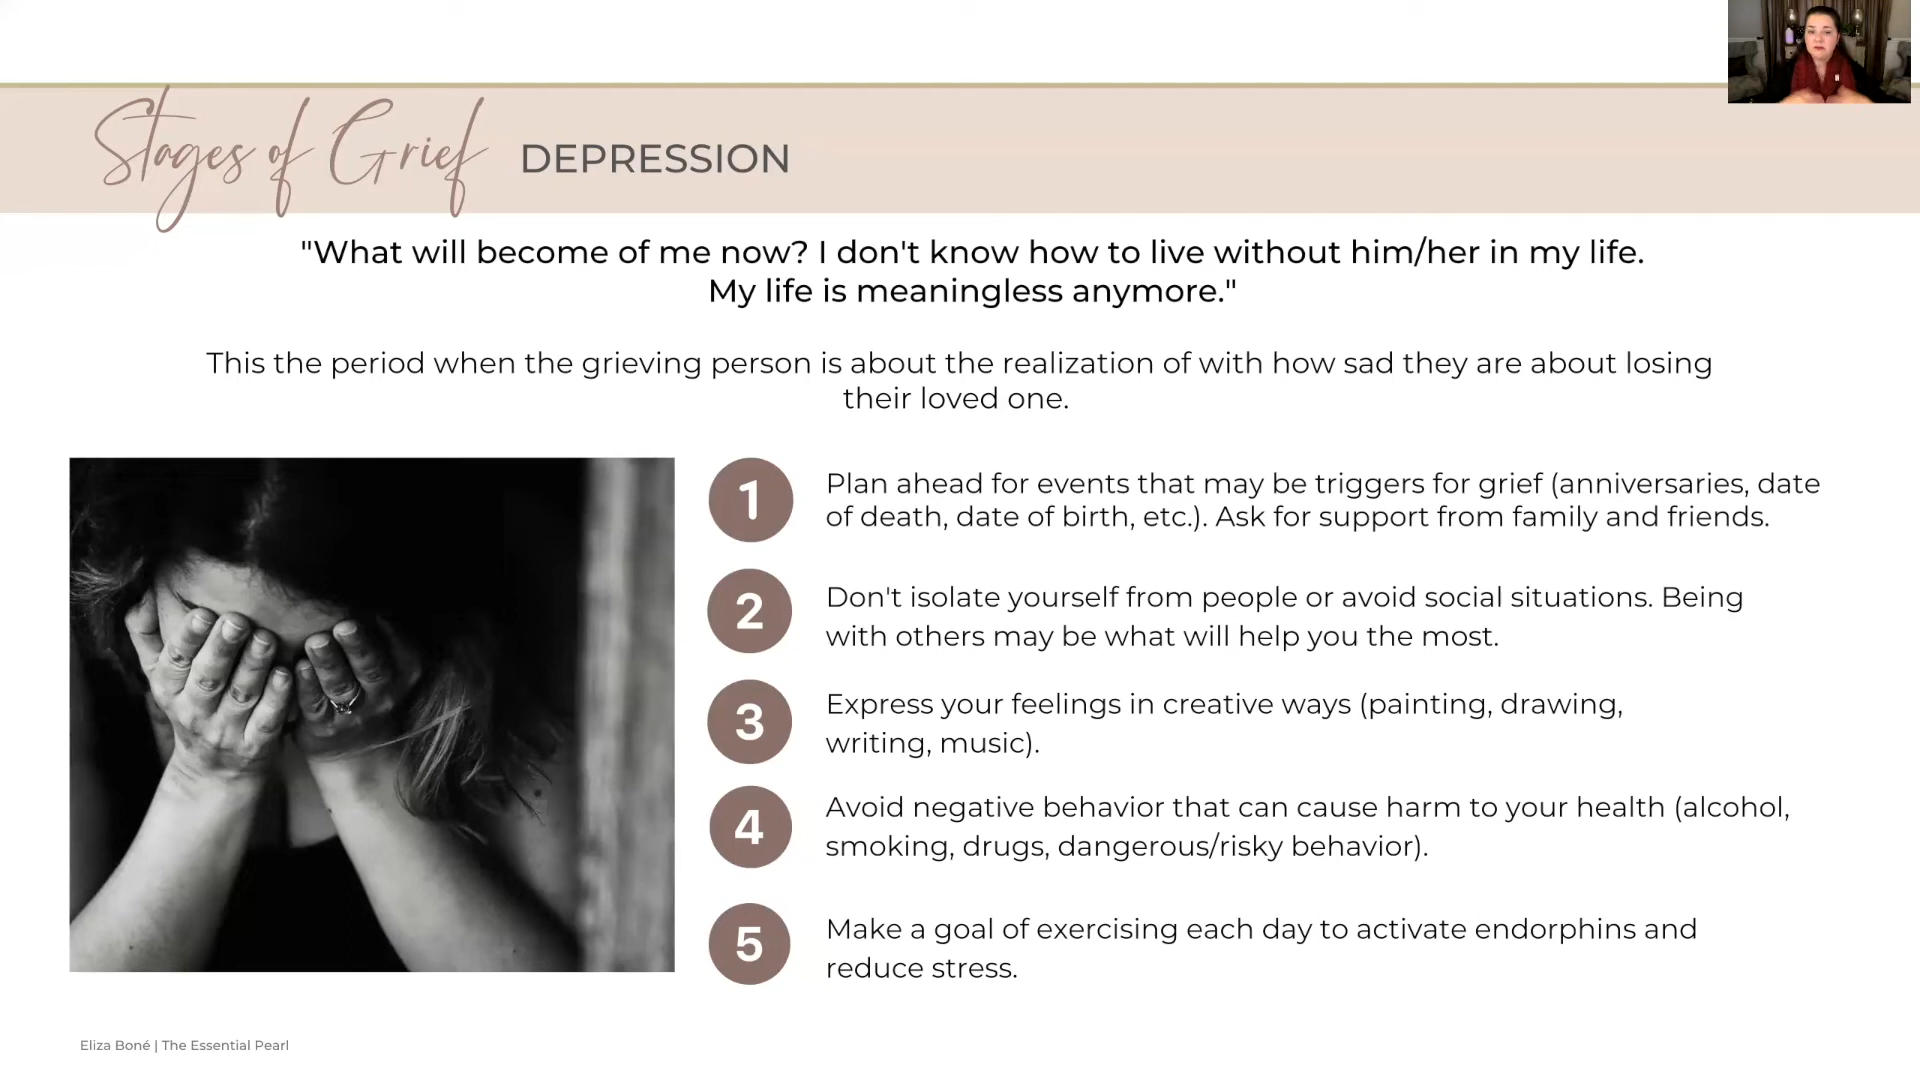 Stages of Grief DEPRESSION
"What will become of me now? I don't know how to live without him/her in my life.
My life is meaningless anymore."
This the period when the grieving person is about the realization of with how sad they are about losing
their loved one.
1 Plan ahead for events that may be triggers for grief (anniversaries, date
of death, date of birth, etc.). Ask for support from family and friends.
2 Don't isolate yourself from people or avoid social situations. Being
with others may be what will help you the most.
3 Express your feelings in creative ways (painting, drawing,
writing, music).
4 Avoid negative behavior that can cause harm to your health (alcohol,
smoking, drugs, dangerous/risky behavior).
5 Make a goal of exercising each day to activate endorphins and
reduce stress.
Eliza Boné | The Essential Pearl